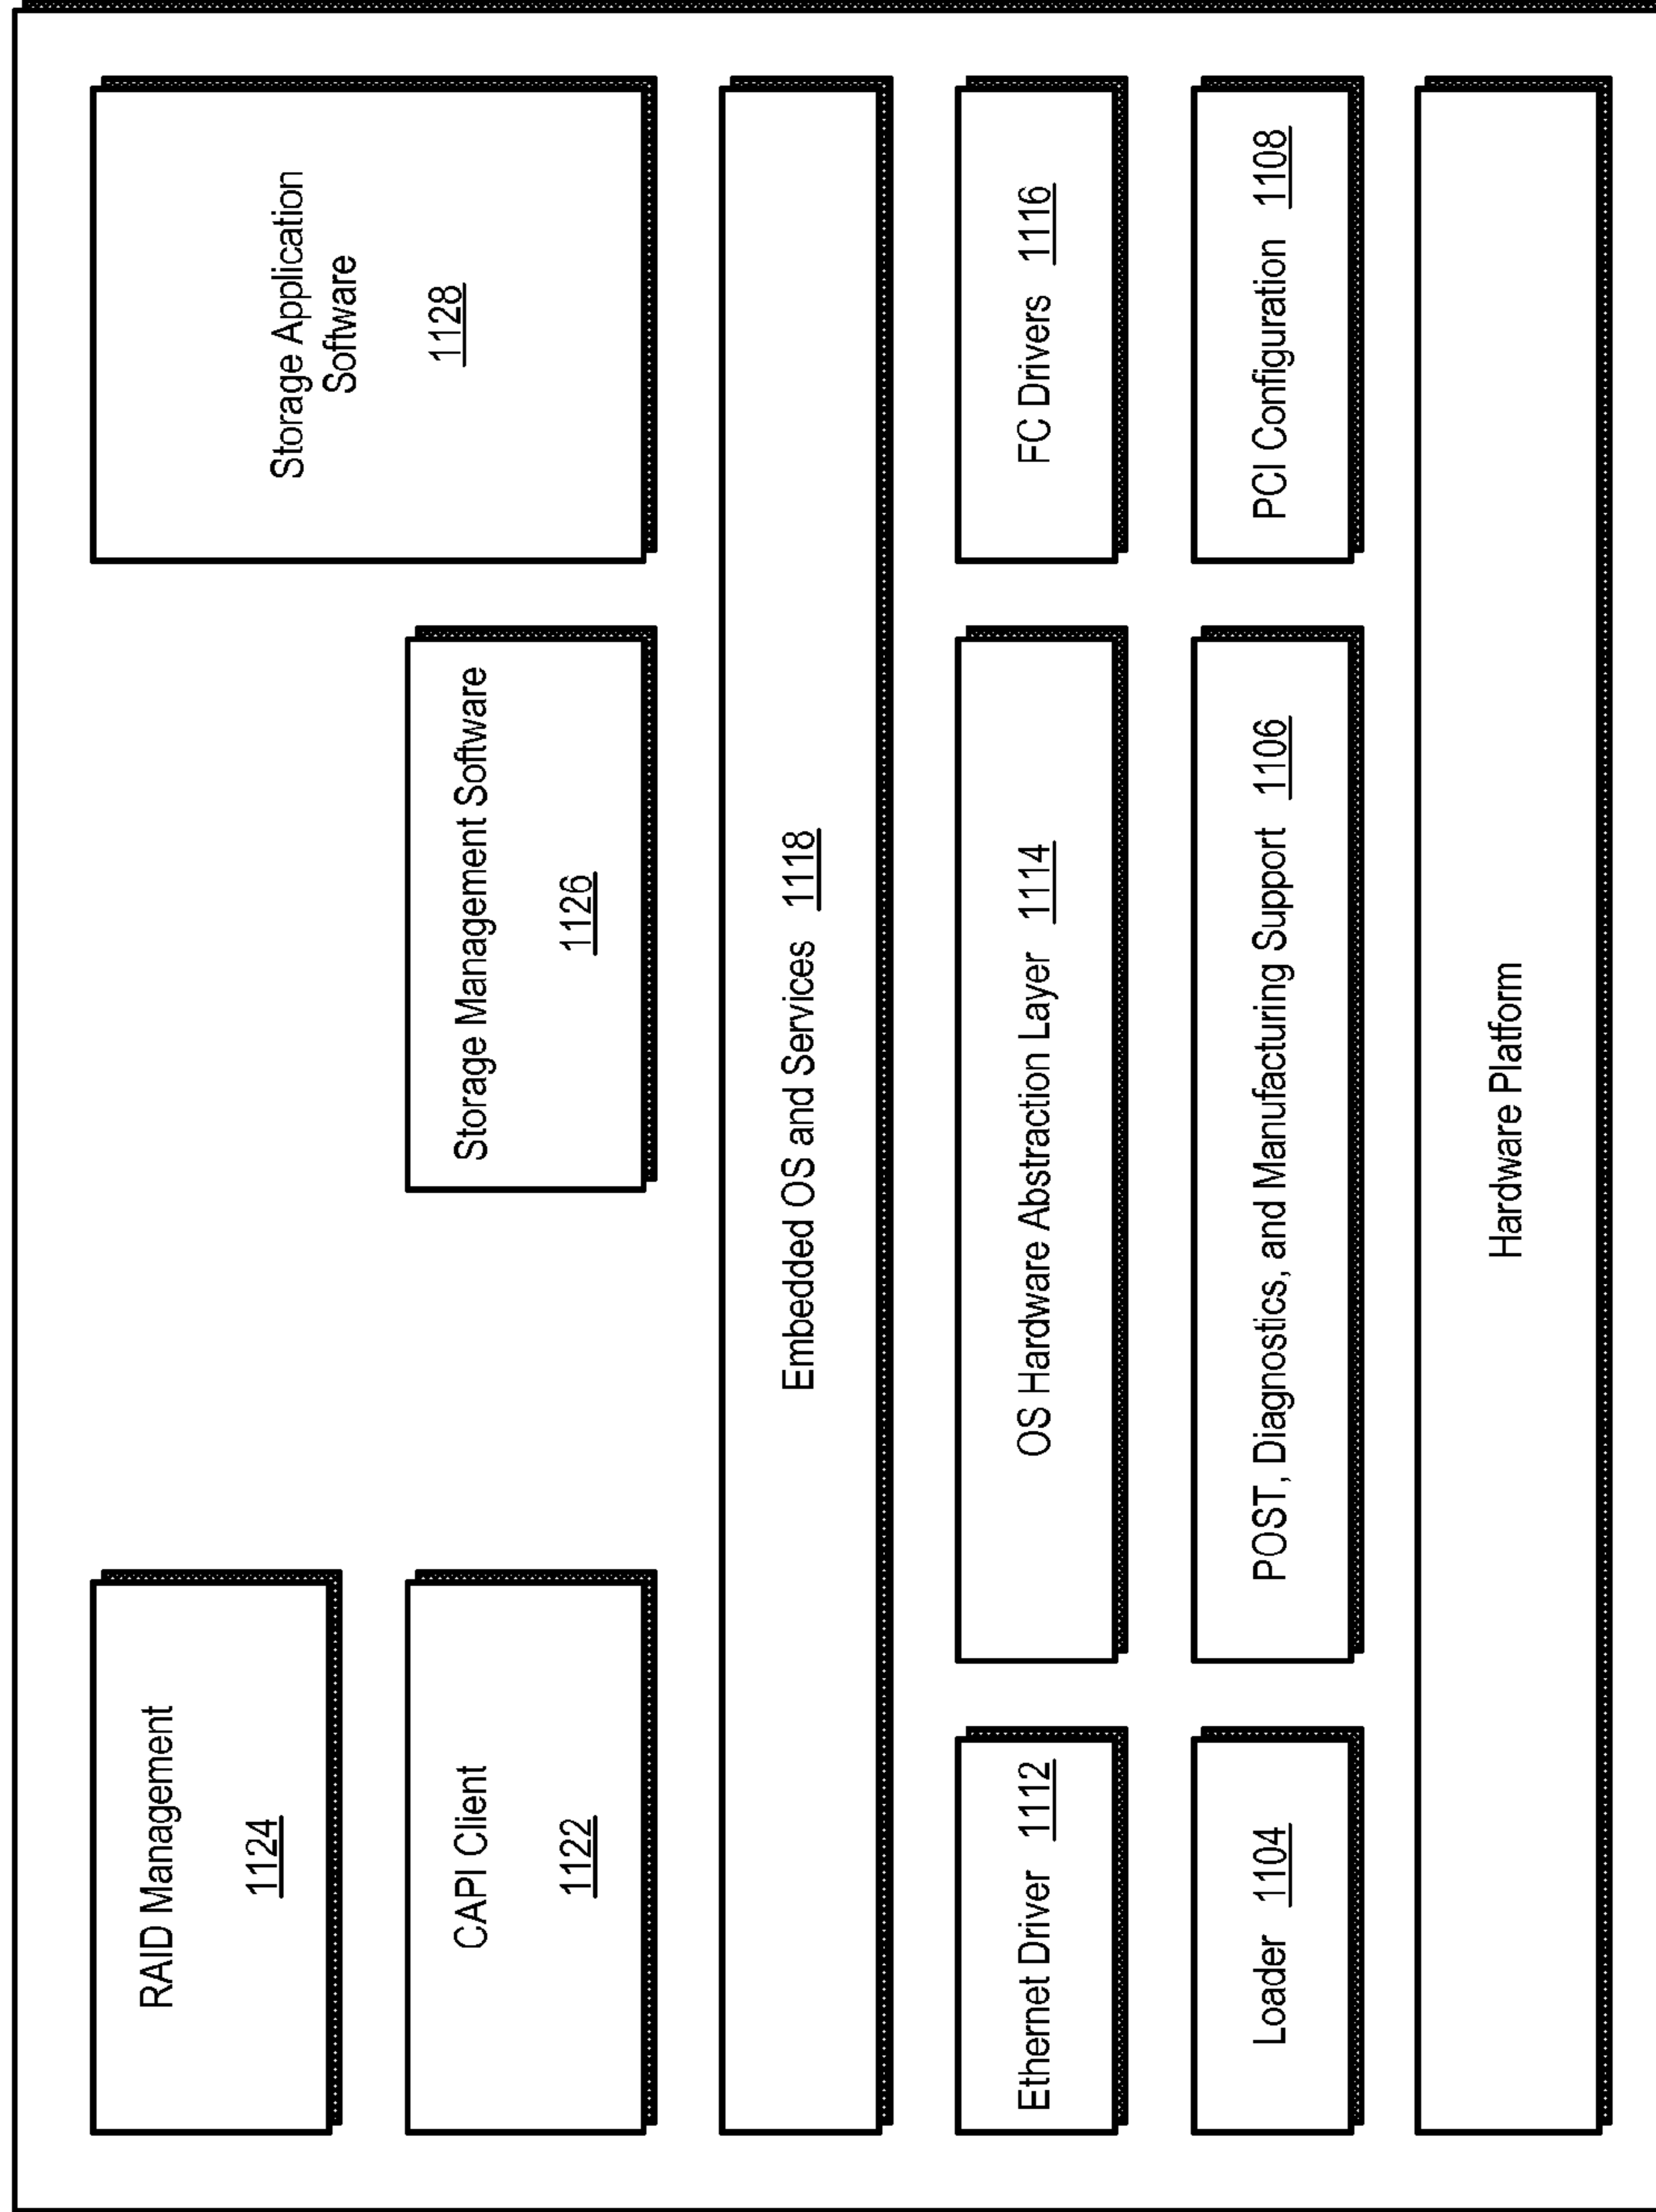 RAID Management
1124
Storage Application
Software
1128
CAPI Client
1122
Storage Management Software
1126
Embedded OS and Services 1118
Ethernet Driver 1112
OS Hardware Abstraction Layer 1114
FC Drivers 1116
Loader 1104
POST, Diagnostics, and Manufacturing Support 1106
PCI Configuration 1108
Hardware Platform